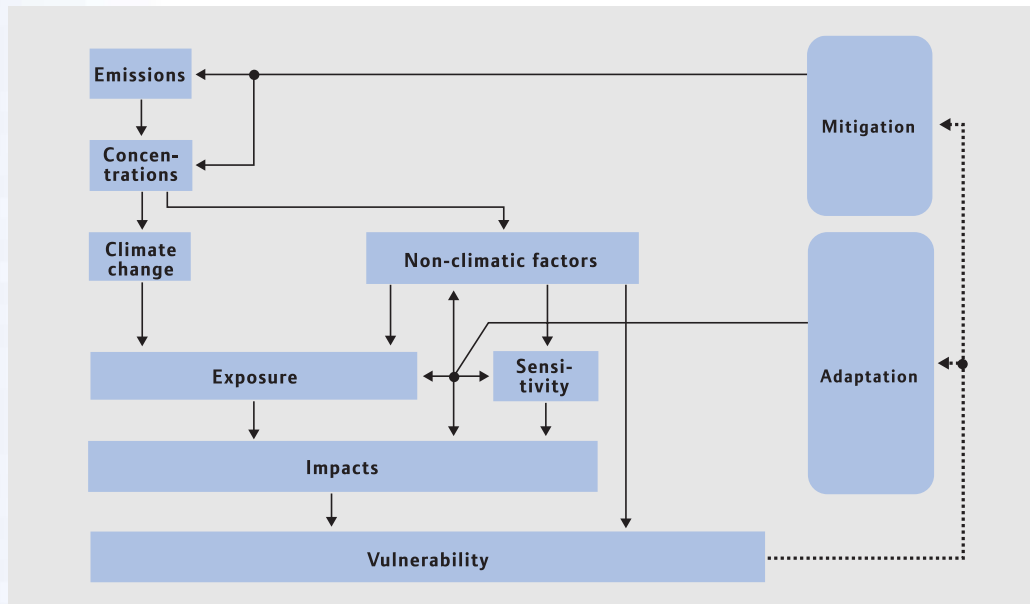 Emissions
Mitigation
Concen-
trations
Climate
change
Non-climatic factors
Exposure
Sensi-
tivity
Adaptation
Impacts
Vulnerability